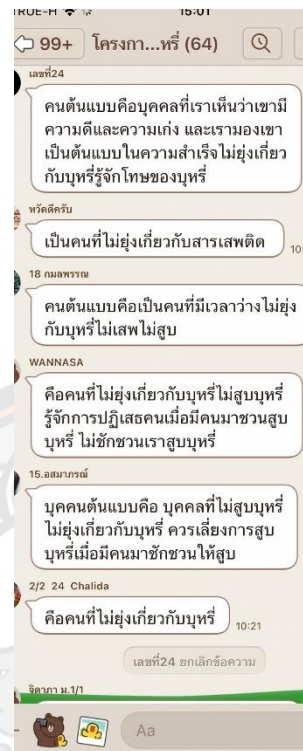 TRUE-H
15:01
99+
โครงกา...ทรี่ (64)
เลขที่24
คนต้นแบบคือบุคคลที่เราเห็นว่าเขามี
ความดีและความเก่ง และเรามองเขา
เป็นต้นแบบในความสำเร็จไม่ยุ่งเกี่ยว
กับบุหรี่รู้จักโทษของบุหรี่
หวัดดีครับ
เป็นคนที่ไม่ยุ่งเกี่ยวกับสารเสพติด
18 กมลพรรณ
คนต้นแบบคือเป็นคนที่มีเวลาว่างไม่ยุ่ง
กับบุหรี่ไม่เสพไม่สูบ
WANNASA
คือคนที่ไม่ยุ่งเกี่ยวกับบุหรี่ไม่สูบบุหรี่
รู้จักการปฏิเสธคนเมื่อมีคนมาชวนสูบ
บุหรี่ ไม่ชักชวนเราสูบบุหรี่
15.อสมาภรณ์
บุคคนต้นแบบคือ บุคคลที่ไม่สูบบุหรี่
ไม่ยุ่งเกี่ยวกับบุหรี่ ควรเลี่ยงการสูบ
บุหรี่เมื่อมีคนมาชักชวนให้สูบ
2/2 24 Chalida
คือคนที่ไม่ยุ่งเกี่ยวกับบุหรี่
10:21
เลขที่24 ยกเลิกข้อความ
จิดาภา ม.1/1
Aa